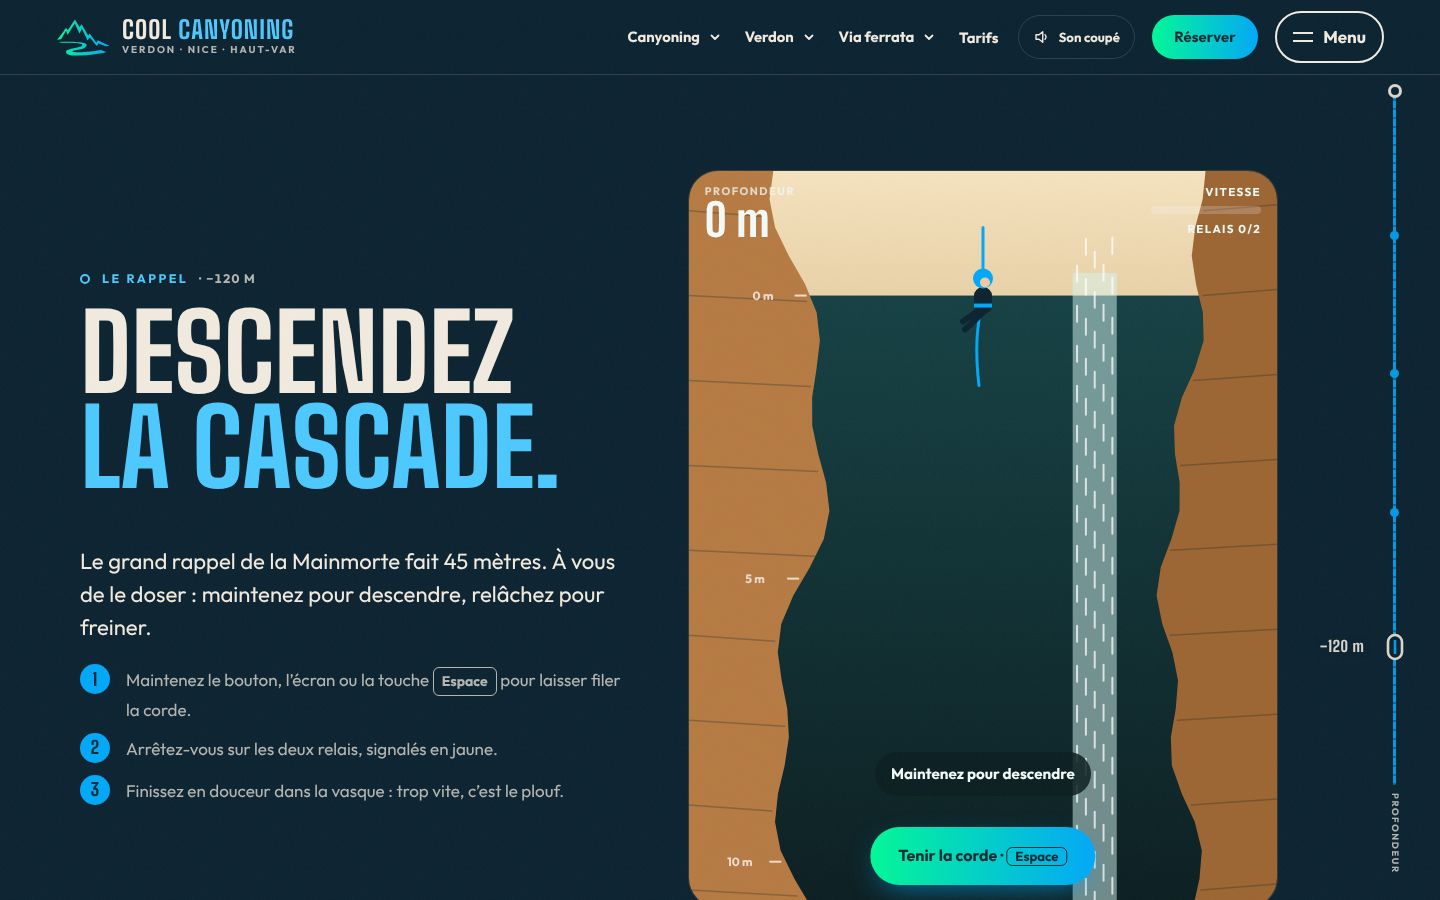 COOL CANYONING
VERDON · NICE · HAUT-VAR
Canyoning
Verdon
Via ferrata
Tarifs
Son coupé
Réserver
Menu
PROFONDEUR
0 m
VITESSE
RELAIS 0/2
LE RAPPEL · −120 M
DESCENDEZ
LA CASCADE.
Le grand rappel de la Mainmorte fait 45 mètres. À vous
de le doser : maintenez pour descendre, relâchez pour
freiner.
1 Maintenez le bouton, l’écran ou la touche Espace pour laisser filer
la corde.
2 Arrêtez-vous sur les deux relais, signalés en jaune.
3 Finissez en douceur dans la vasque : trop vite, c’est le plouf.
0 m
5 m
10 m
Maintenez pour descendre
Tenir la corde · Espace
−120 m
PROFONDEUR